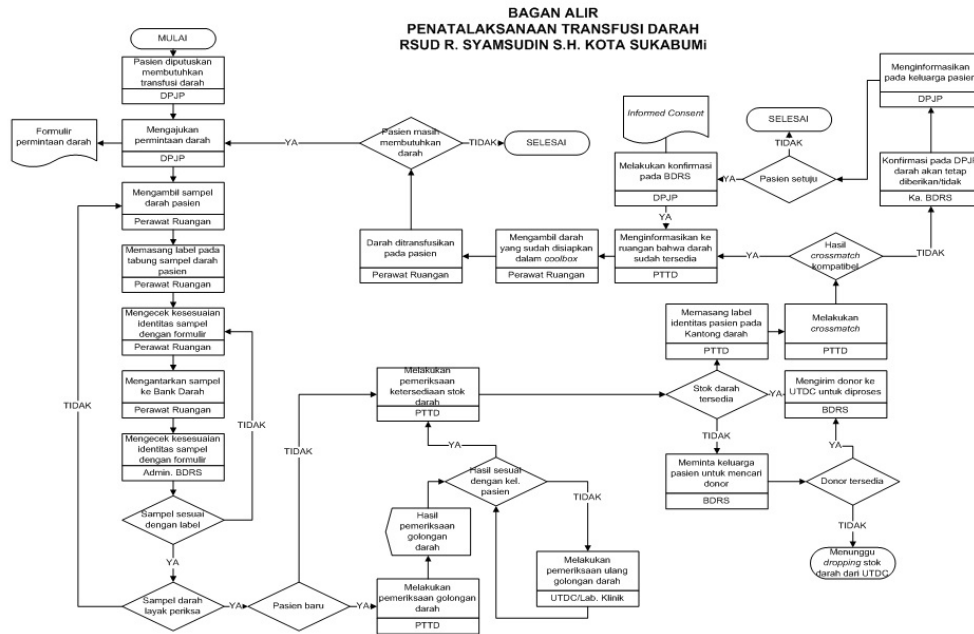 BAGAN ALIR
PENATALAKSANAAN TRANSFUSI DARAH
RSUD R. SYAMSUDIN S.H. KOTA SUKABUMi
MULAI
Pasien diputuskan
membutuhkan
transfusi darah
DPJP
Formulir
permintaan darah
Mengajukan
permintaan darah
DPJP
Mengambil sampel
darah pasien
Perawat Ruangan
Memasang label pada
tabung sampel darah
pasien
Perawat Ruangan
Mengecek kesesuaian
identitas sampel
dengan formulir
Perawat Ruangan
Mengantarkan sampel
ke Bank Darah
Perawat Ruangan
Mengecek kesesuaian
identitas sampel
dengan formulir
Admin. BDRS
Sampel sesuai
dengan label
TIDAK
YA
Sampel darah
layak periksa
TIDAK
YA
Pasien baru
TIDAK
YA
Melakukan
pemeriksaan golongan
darah
PTTD
Hasil
pemeriksaan
golongan
darah
Hasil sesuai
dengan kel.
pasien
YA
TIDAK
Melakukan
pemeriksaan ulang
golongan darah
UTDC/Lab. Klinik
Melakukan
pemeriksaan
ketersediaan stok
darah
PTTD
Stok darah
tersedia
YA
TIDAK
Mengirim donor ke
UTDC untuk diproses
BDRS
Meminta keluarga
pasien untuk mencari
donor
BDRS
Donor tersedia
YA
TIDAK
Menunggu
dropping stok
darah dari UTDC
Memasang label
identitas pasien pada
Kantong darah
PTTD
Melakukan
crossmatch
PTTD
Hasil
crossmatch
kompatibel
YA
TIDAK
Konfirmasi pada DPJP
darah akan tetap
diberikan/tidak
Ka. BDRS
Menginformasikan
pada keluarga pasien
DPJP
Pasien setuju
TIDAK
SELESAI
YA
Informed Consent
Melakukan konfirmasi
pada BDRS
DPJP
YA
Menginformasikan ke
ruangan bahwa darah
sudah tersedia
PTTD
Mengambil darah
yang sudah disiapkan
dalam coolbox
Perawat Ruangan
Darah ditransfusikan
pada pasien
Perawat Ruangan
Pasien masih
membutuhkan
darah
YA
TIDAK
SELESAI